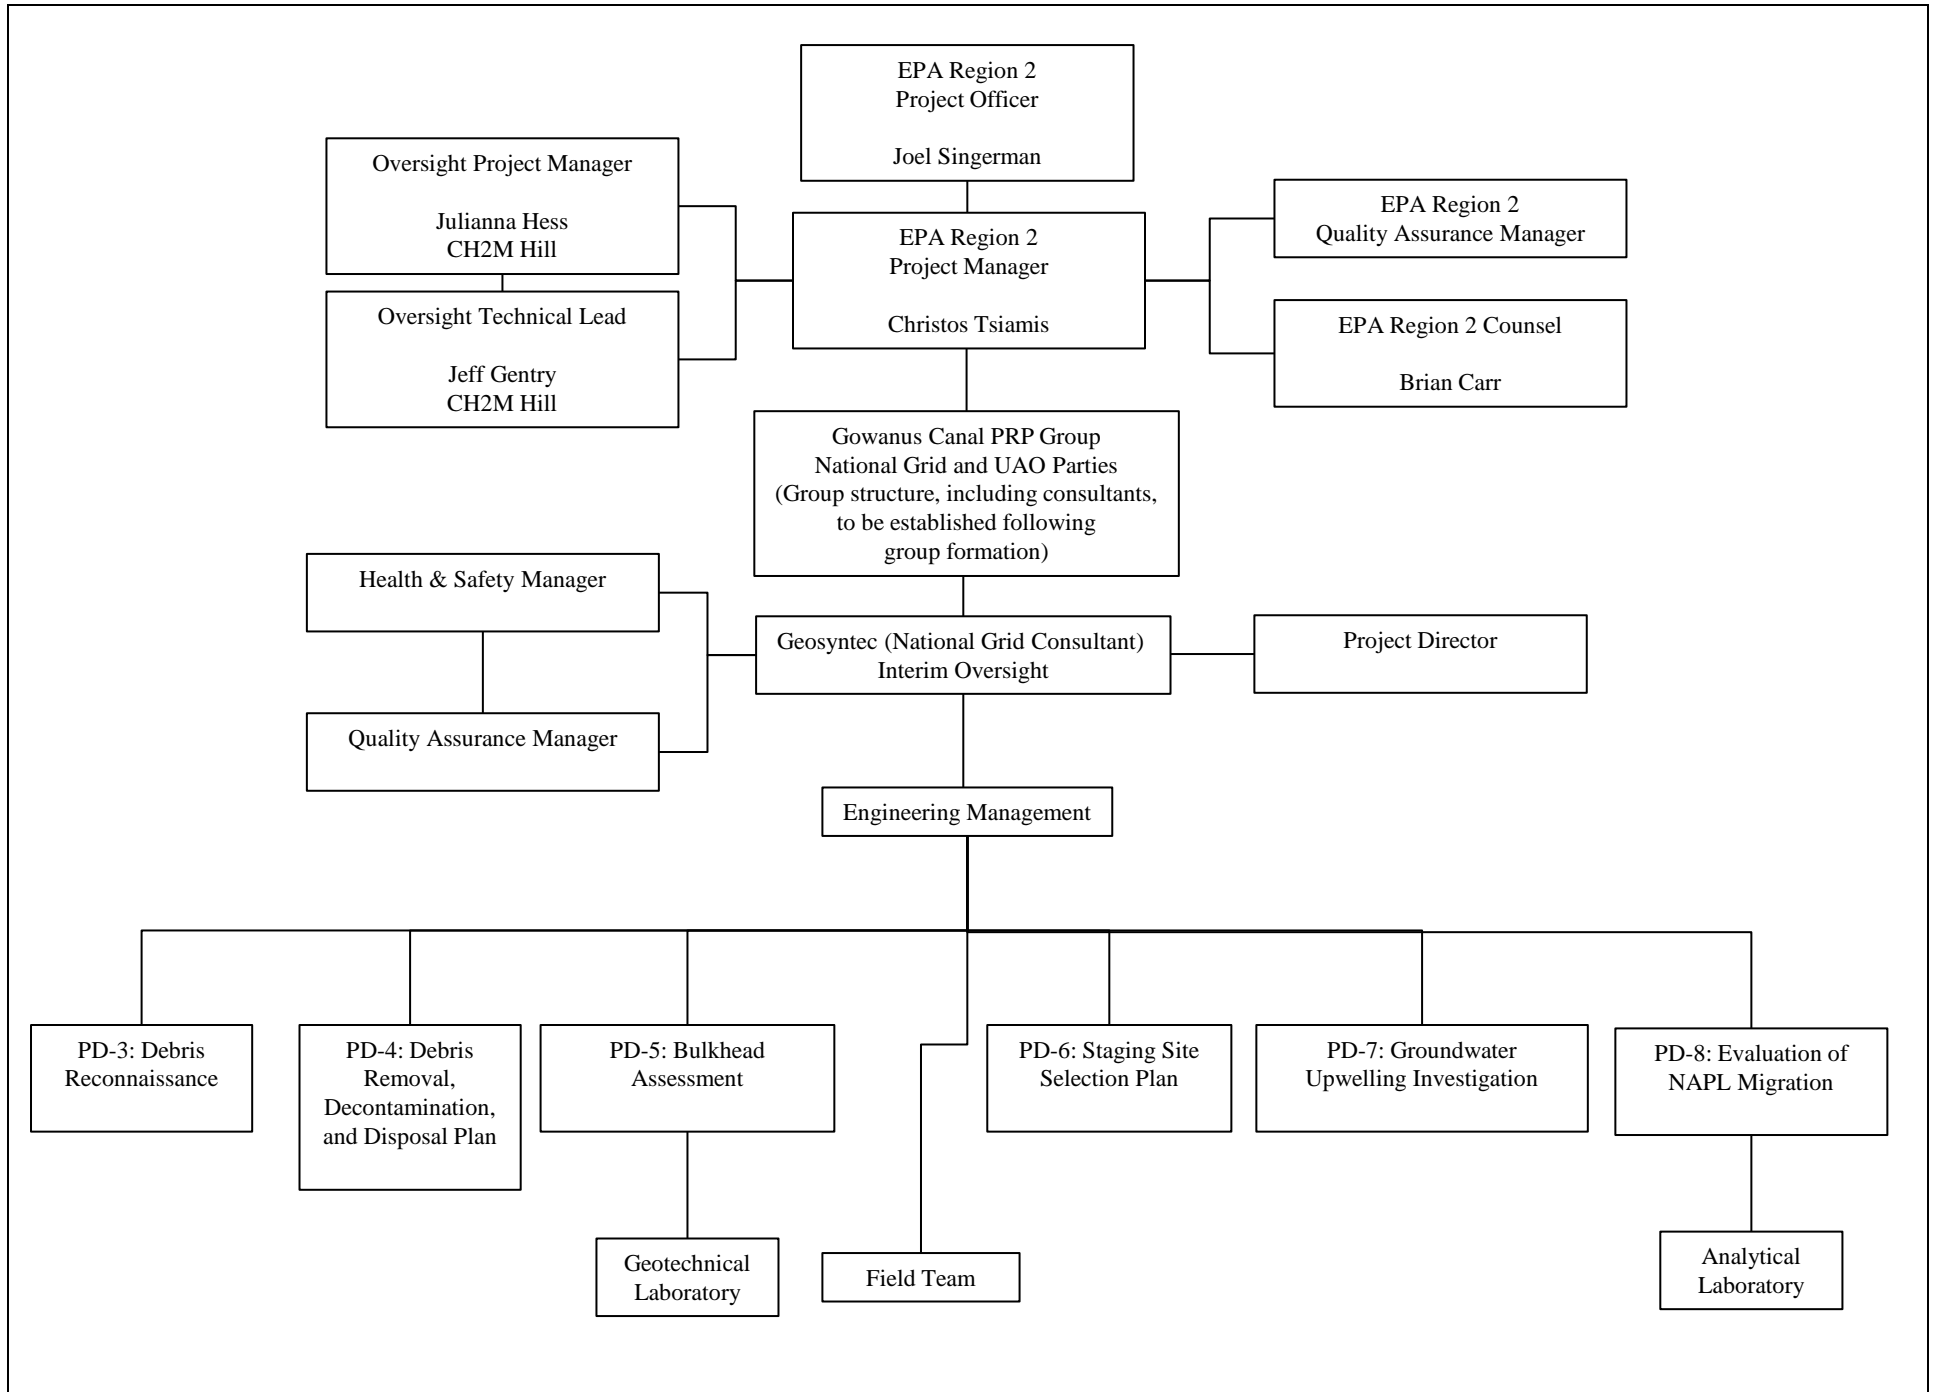 EPA Region 2
Project Officer
Joel Singerman
Oversight Project Manager
Julianna Hess
CH2M Hill
EPA Region 2
Project Manager
Christos Tsiamis
EPA Region 2
Quality Assurance Manager
Oversight Technical Lead
Jeff Gentry
CH2M Hill
EPA Region 2 Counsel
Brian Carr
Gowanus Canal PRP Group
National Grid and UAO Parties
(Group structure, including consultants,
to be established following
group formation)
Health & Safety Manager
Geosyntec (National Grid Consultant)
Interim Oversight
Project Director
Quality Assurance Manager
Engineering Management
PD-3: Debris
Reconnaissance
PD-4: Debris
Removal,
Decontamination,
and Disposal Plan
PD-5: Bulkhead
Assessment
PD-6: Staging Site
Selection Plan
PD-7: Groundwater
Upwelling Investigation
PD-8: Evaluation of
NAPL Migration
Geotechnical
Laboratory
Field Team
Analytical
Laboratory